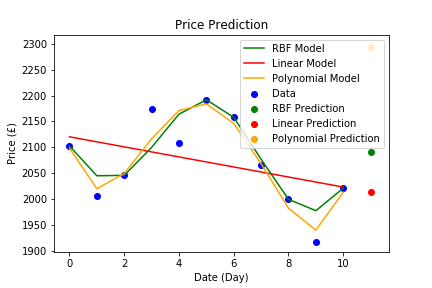 Price Prediction
Price (£)
2300
2250
2200
2150
2100
2050
2000
1950
1900
RBF Model
Linear Model
Polynomial Model
Data
RBF Prediction
Linear Prediction
Polynomial Prediction
0
2
4
6
8
10
Date (Day)